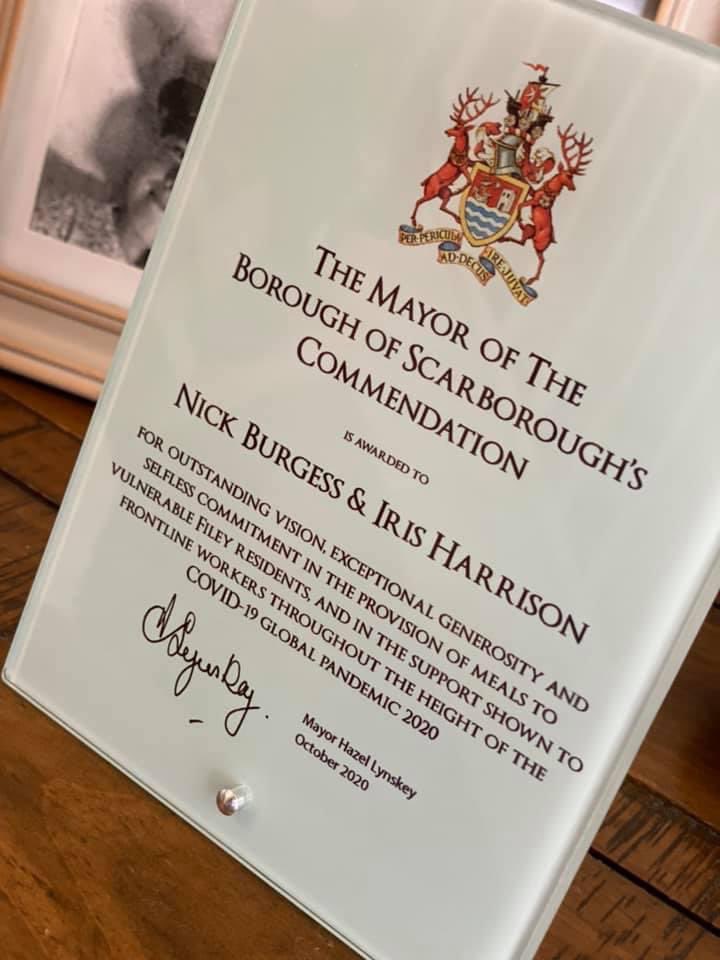 PER·PERICULA
AD·DECUS
IRE·JUVAT
THE MAYOR OF THE
BOROUGH OF SCARBOROUGH'S
COMMENDATION
IS AWARDED TO
NICK BURGESS & IRIS HARRISON
FOR OUTSTANDING VISION, EXCEPTIONAL GENEROSITY AND
SELFLESS COMMITMENT IN THE PROVISION OF MEALS TO
VULNERABLE FILEY RESIDENTS, AND IN THE SUPPORT SHOWN TO
FRONTLINE WORKERS THROUGHOUT THE HEIGHT OF THE
COVID-19 GLOBAL PANDEMIC 2020
Mayor Hazel Lynskey
October 2020